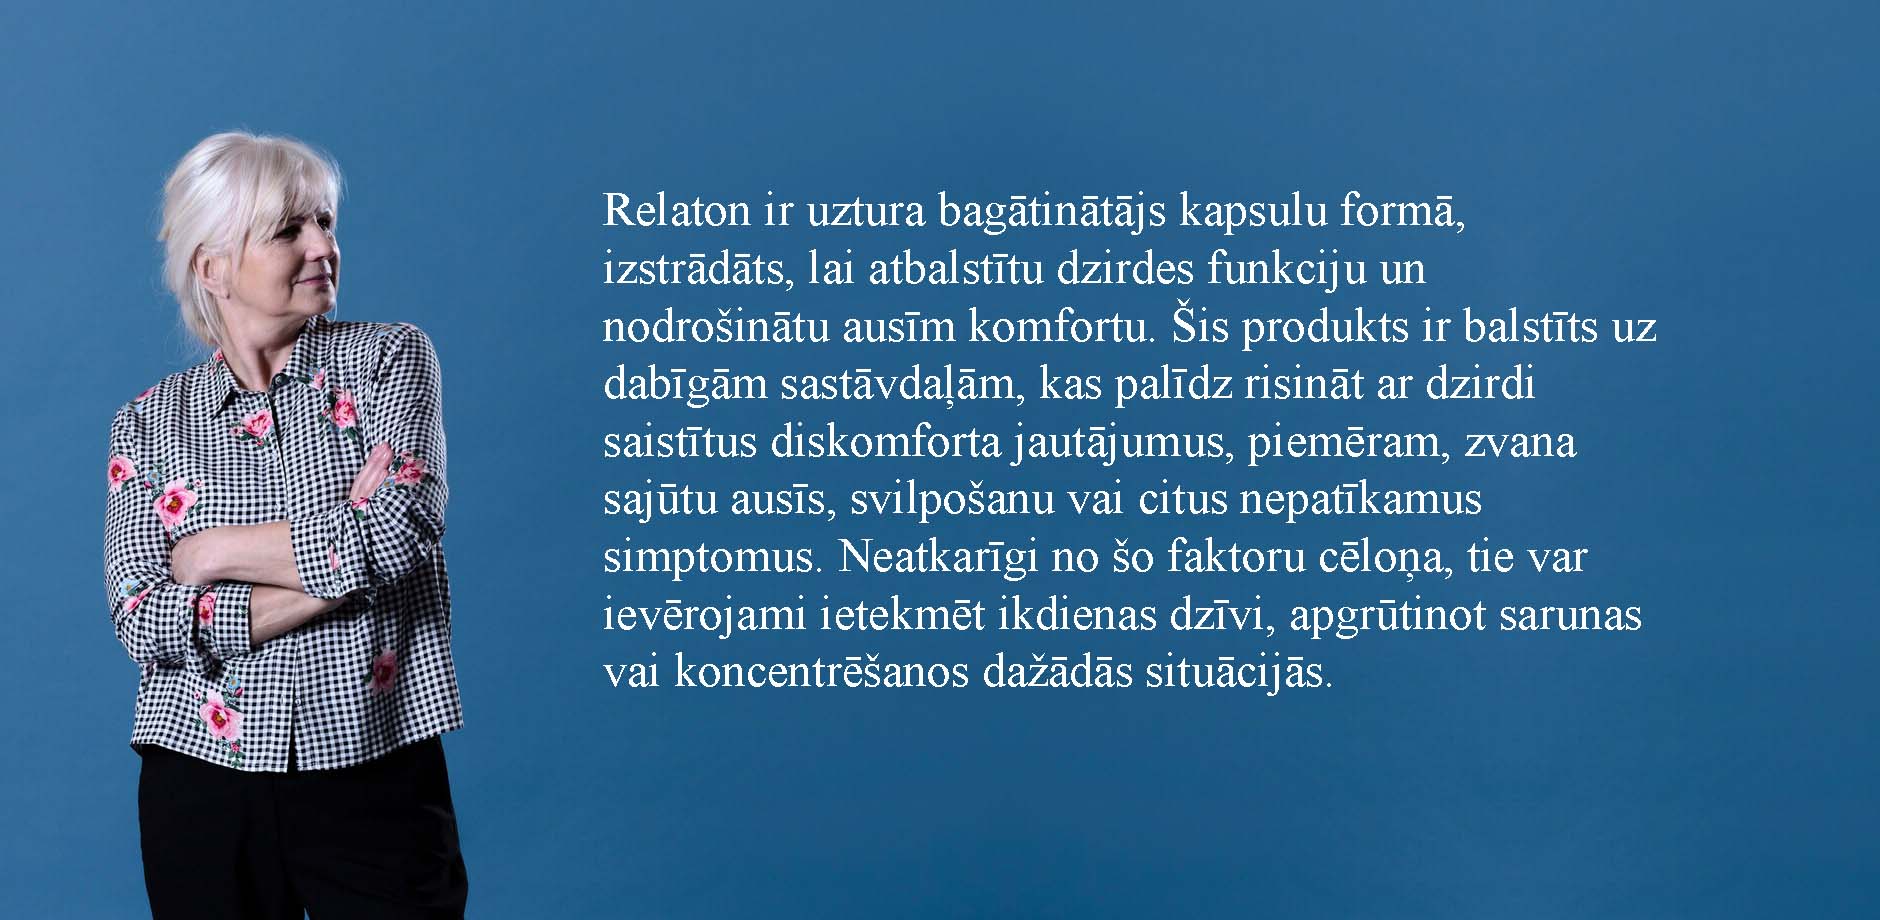 Relaton ir uztura bagātinātājs kapsulu formā,
izstrādāts, lai atbalstītu dzirdes funkciju un
nodrošinātu ausīm komfortu. Šis produkts ir balstīts uz
dabīgām sastāvdaļām, kas palīdz risināt ar dzirdi
saistītus diskomforta jautājumus, piemēram, zvana
sajūtu ausīs, svilpošanu vai citus nepatīkamus
simptomus. Neatkarīgi no šo faktoru cēloņa, tie var
ievērojami ietekmēt ikdienas dzīvi, apgrūtinot sarunas
vai koncentrēšanos dažādās situācijās.